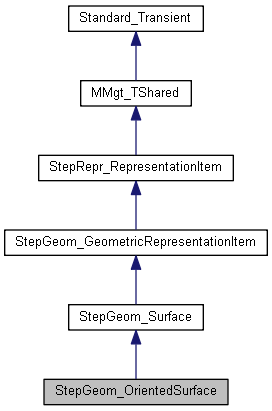 Standard_Transient
MMgt_TShared
StepRepr_RepresentationItem
StepGeom_GeometricRepresentationItem
StepGeom_Surface
StepGeom_OrientedSurface